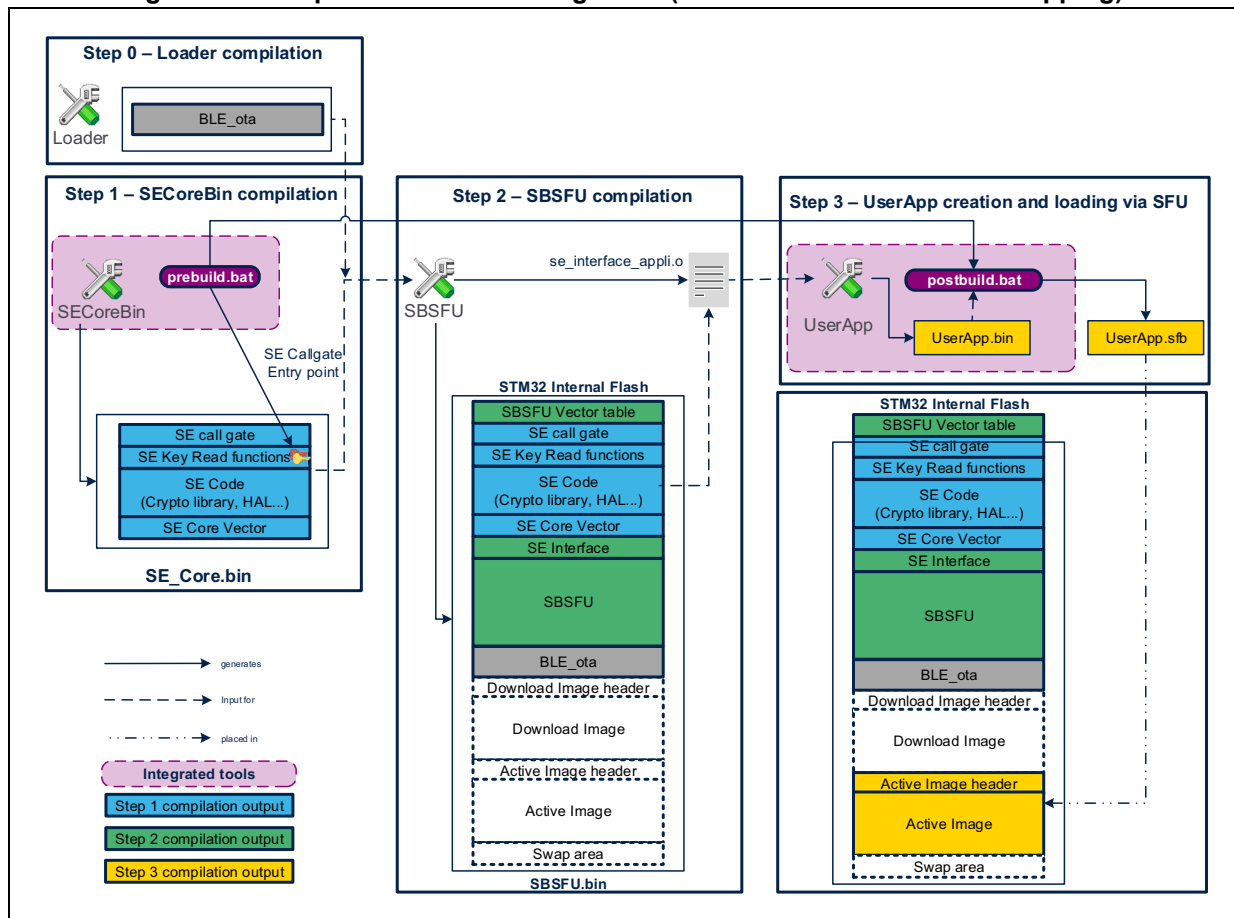 Step 0 – Loader compilation
Loader
BLE_ota
Step 1 – SECoreBin compilation
prebuild.bat
SECoreBin
SE Callgate
Entry point
SE call gate
SE Key Read functions
SE Code
(Crypto library, HAL...)
SE Core Vector
SE_Core.bin
generates
Input for
placed in
Integrated tools
Step 1 compilation output
Step 2 compilation output
Step 3 compilation output
Step 2 – SBSFU compilation
se_interface_appli.o
SBSFU
STM32 Internal Flash
SBSFU Vector table
SE call gate
SE Key Read functions
SE Code
(Crypto library, HAL...)
SE Core Vector
SE Interface
SBSFU
BLE_ota
Download Image header
Download Image
Active Image header
Active Image
Swap area
SBSFU.bin
Step 3 – UserApp creation and loading via SFU
postbuild.bat
UserApp
UserApp.bin
UserApp.sfb
STM32 Internal Flash
SBSFU Vector table
SE call gate
SE Key Read functions
SE Code
(Crypto library, HAL...)
SE Core Vector
SE Interface
SBSFU
BLE_ota
Download Image header
Download Image
Active Image header
Active Image
Swap area